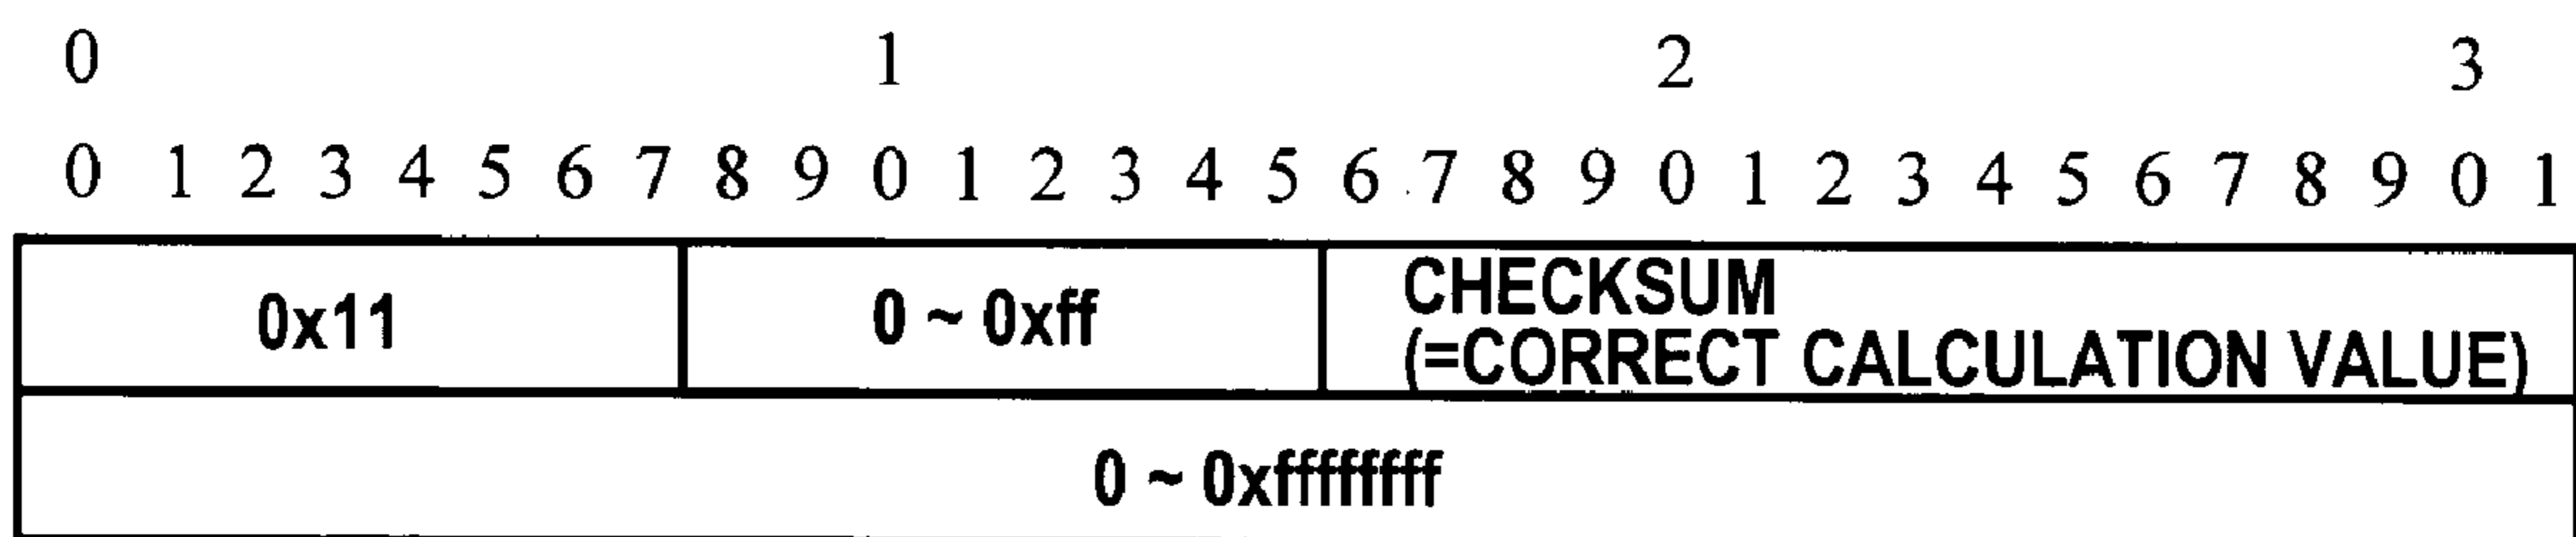 0 1 2 3
0 1 2 3 4 5 6 7 8 9 0 1 2 3 4 5 6 7 8 9 0 1 2 3 4 5 6 7 8 9 0 1
0x11 0 ~ 0xff CHECKSUM
(=CORRECT CALCULATION VALUE)
0 ~ 0xffffffff